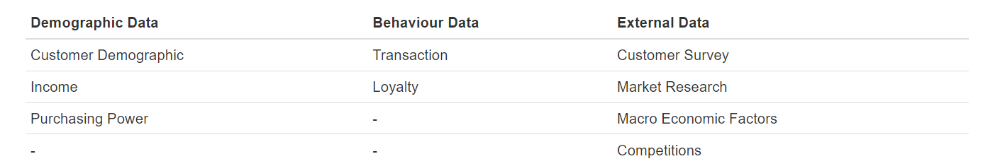 Demographic Data Behaviour Data External Data
Customer Demographic Transaction Customer Survey
Income Loyalty Market Research
Purchasing Power - Macro Economic Factors
- - Competitions